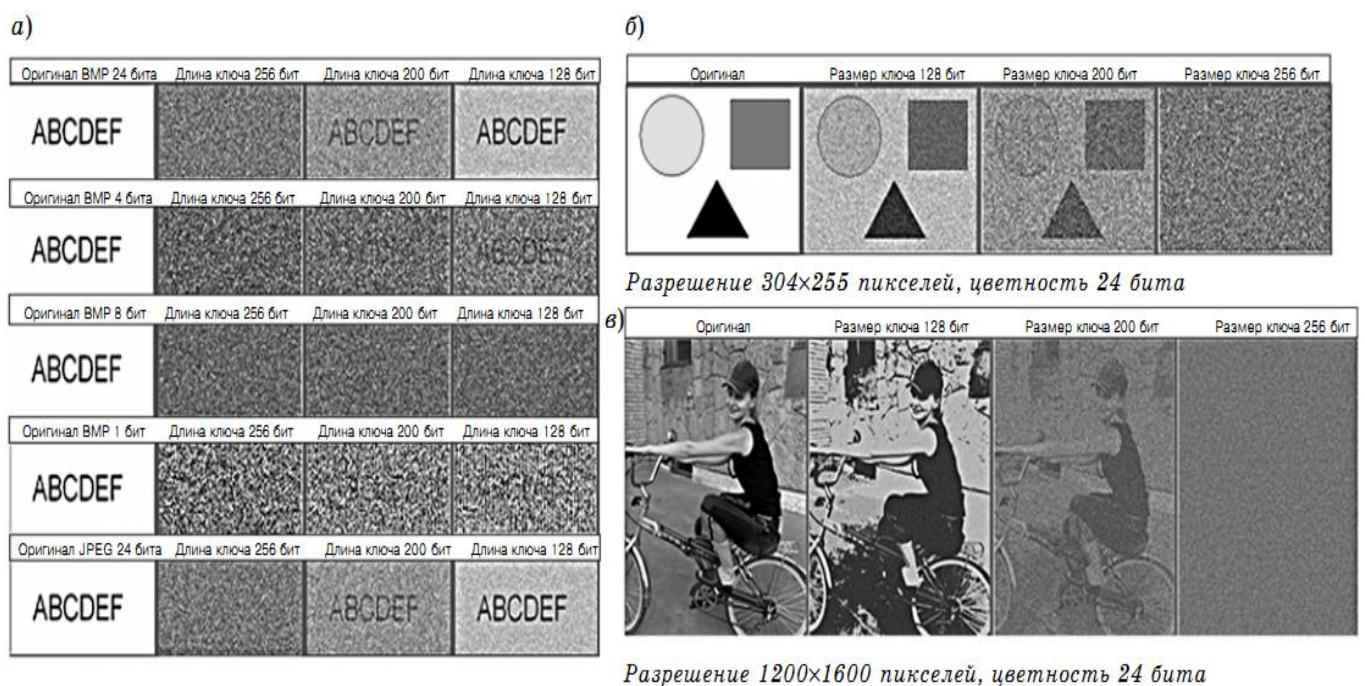 а)
Оригинал BMP 24 бита Длина ключа 256 бит Длина ключа 200 бит Длина ключа 128 бит
ABCDEF ABCDEF ABCDEF
Оригинал BMP 4 бита Длина ключа 256 бит Длина ключа 200 бит Длина ключа 128 бит
ABCDEF ABCDEF
Оригинал BMP 8 бит Длина ключа 256 бит Длина ключа 200 бит Длина ключа 128 бит
ABCDEF
Оригинал BMP 1 бит Длина ключа 256 бит Длина ключа 200 бит Длина ключа 128 бит
ABCDEF
Оригинал JPEG 24 бита Длина ключа 256 бит Длина ключа 200 бит Длина ключа 128 бит
ABCDEF ABCDEF ABCDEF
б)
Оригинал Размер ключа 128 бит Размер ключа 200 бит Размер ключа 256 бит
Разрешение 304×255 пикселей, цветность 24 бита
в)
Оригинал Размер ключа 128 бит Размер ключа 200 бит Размер ключа 256 бит
Разрешение 1200×1600 пикселей, цветность 24 бита